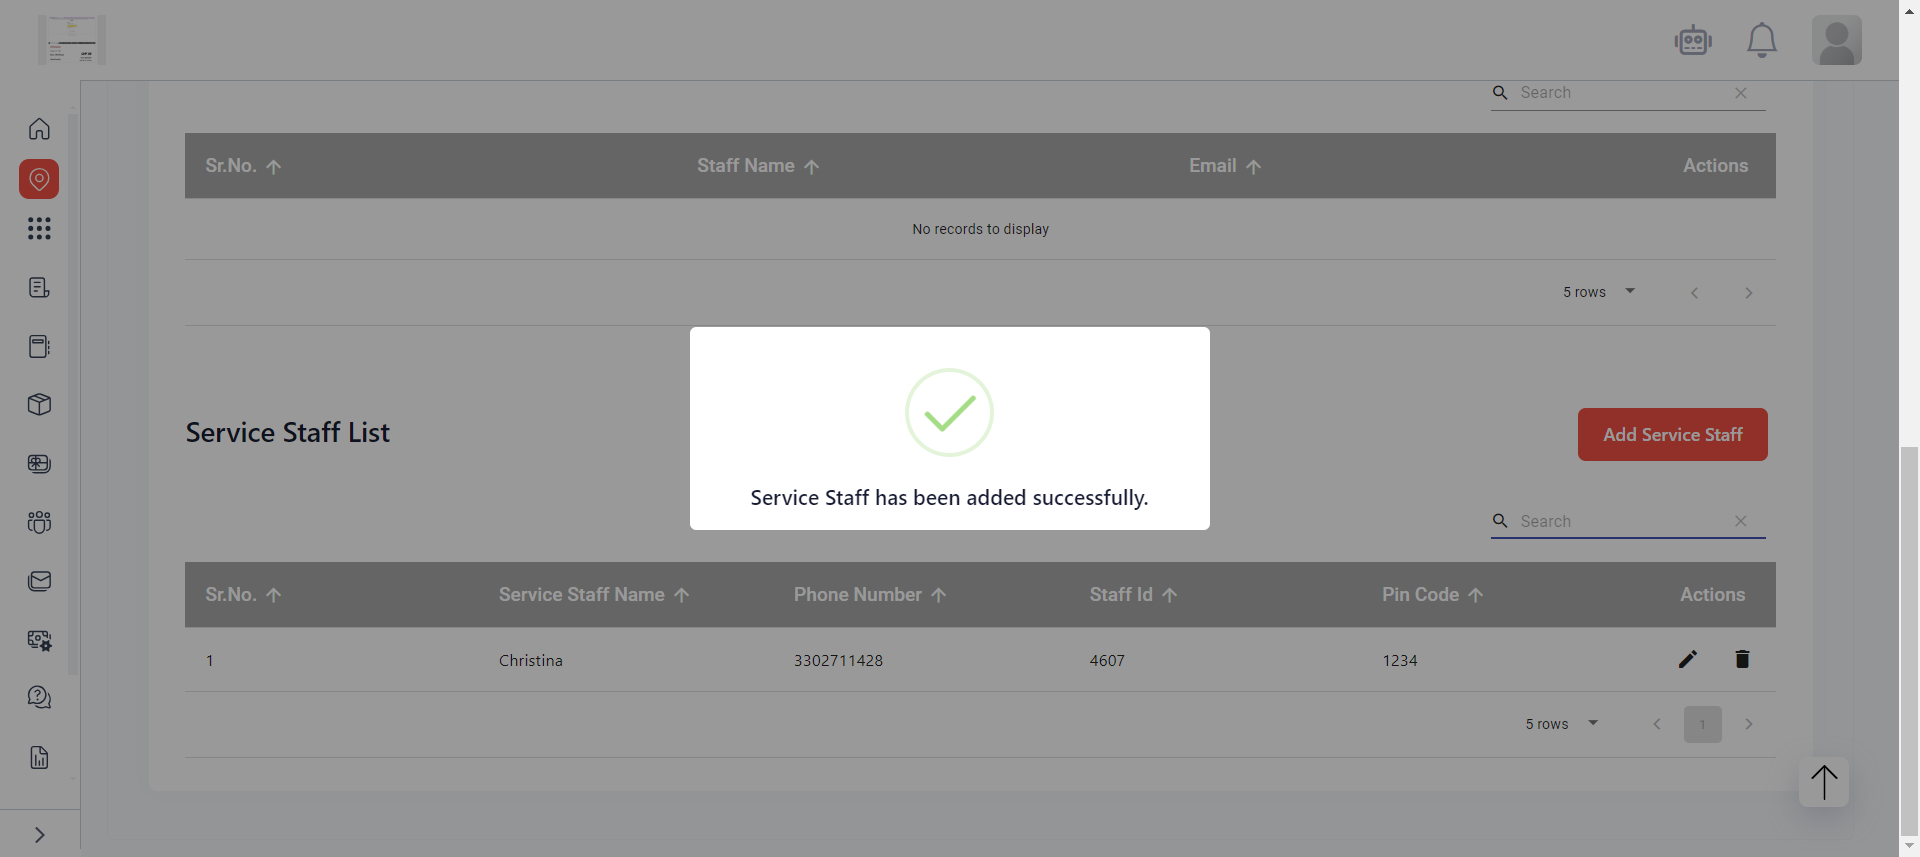 Search
Sr.No. Staff Name Email Actions
No records to display
5 rows
Service Staff List
Add Service Staff
Service Staff has been added successfully.
Search
Sr.No. Service Staff Name Phone Number Staff Id Pin Code Actions
1 Christina 3302711428 4607 1234
5 rows 1